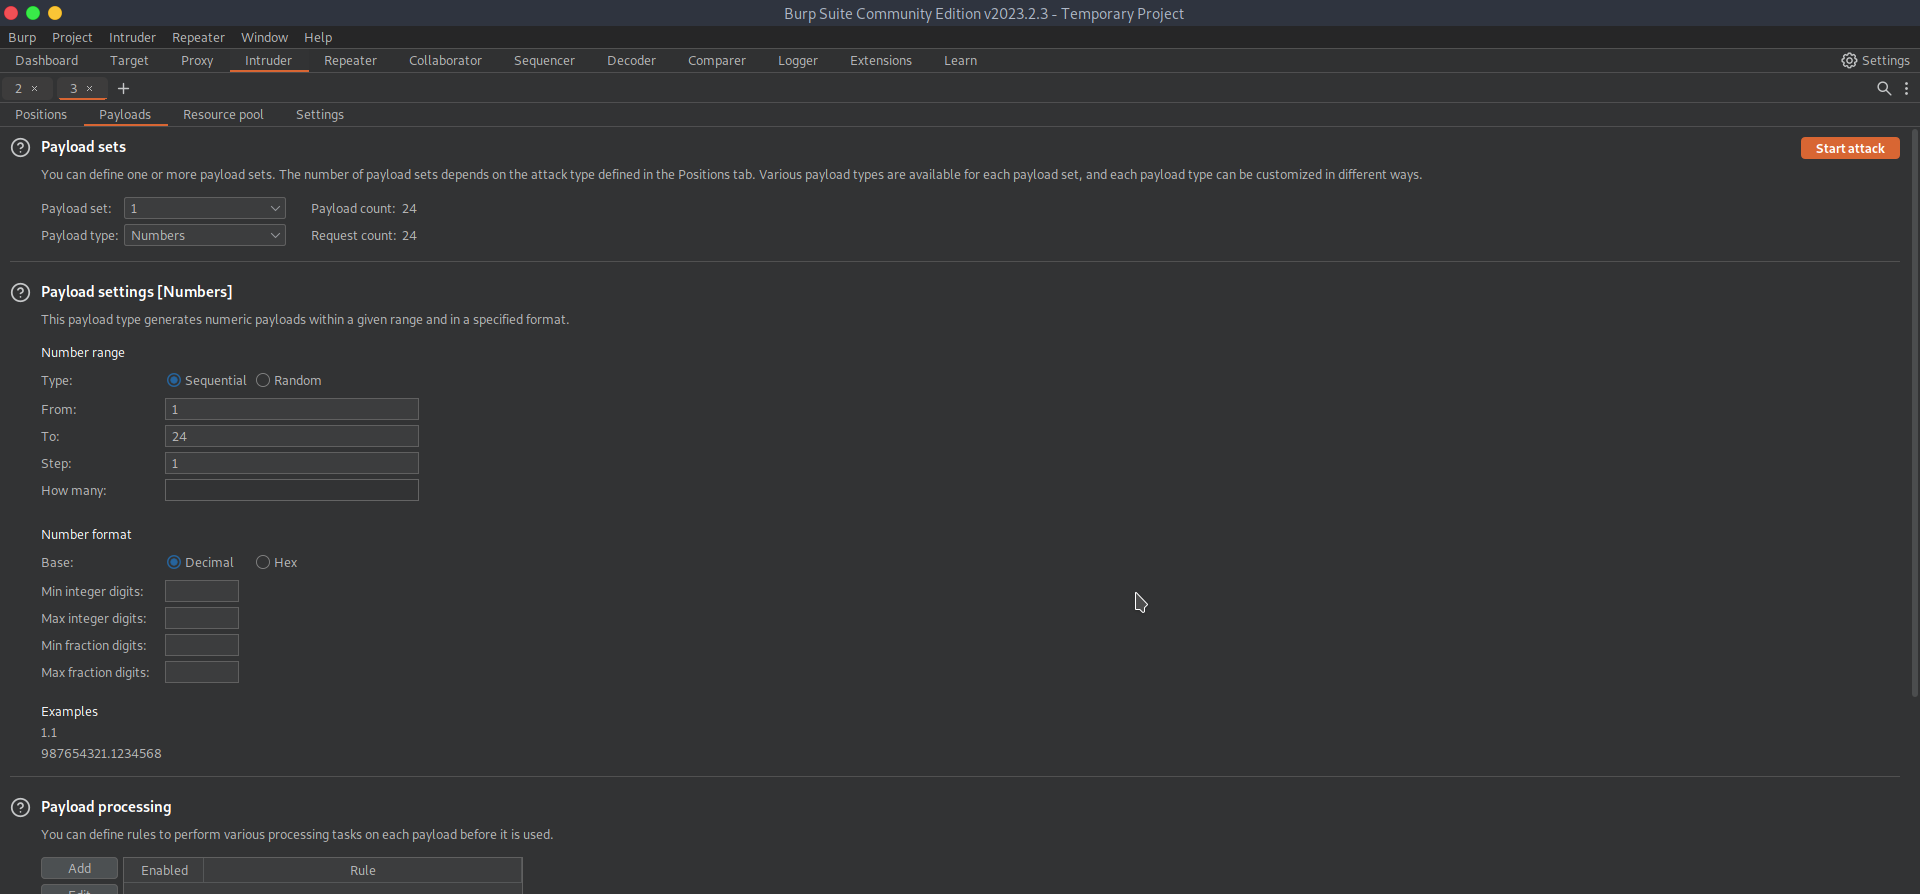 Burp Suite Community Edition v2023.2.3 - Temporary Project
Burp Project Intruder Repeater Window Help
Dashboard Target Proxy Intruder Repeater Collaborator Sequencer Decoder Comparer Logger Extensions Learn Settings
2 × 3 × +
Positions Payloads Resource pool Settings
? Payload sets Start attack
You can define one or more payload sets. The number of payload sets depends on the attack type defined in the Positions tab. Various payload types are available for each payload set, and each payload type can be customized in different ways.
Payload set: 1 Payload count: 24
Payload type: Numbers Request count: 24
? Payload settings [Numbers]
This payload type generates numeric payloads within a given range and in a specified format.
Number range
Type: Sequential Random
From: 1
To: 24
Step: 1
How many:
Number format
Base: Decimal Hex
Min integer digits:
Max integer digits:
Min fraction digits:
Max fraction digits:
Examples
1.1
987654321.1234568
? Payload processing
You can define rules to perform various processing tasks on each payload before it is used.
Add Enabled Rule
Edit